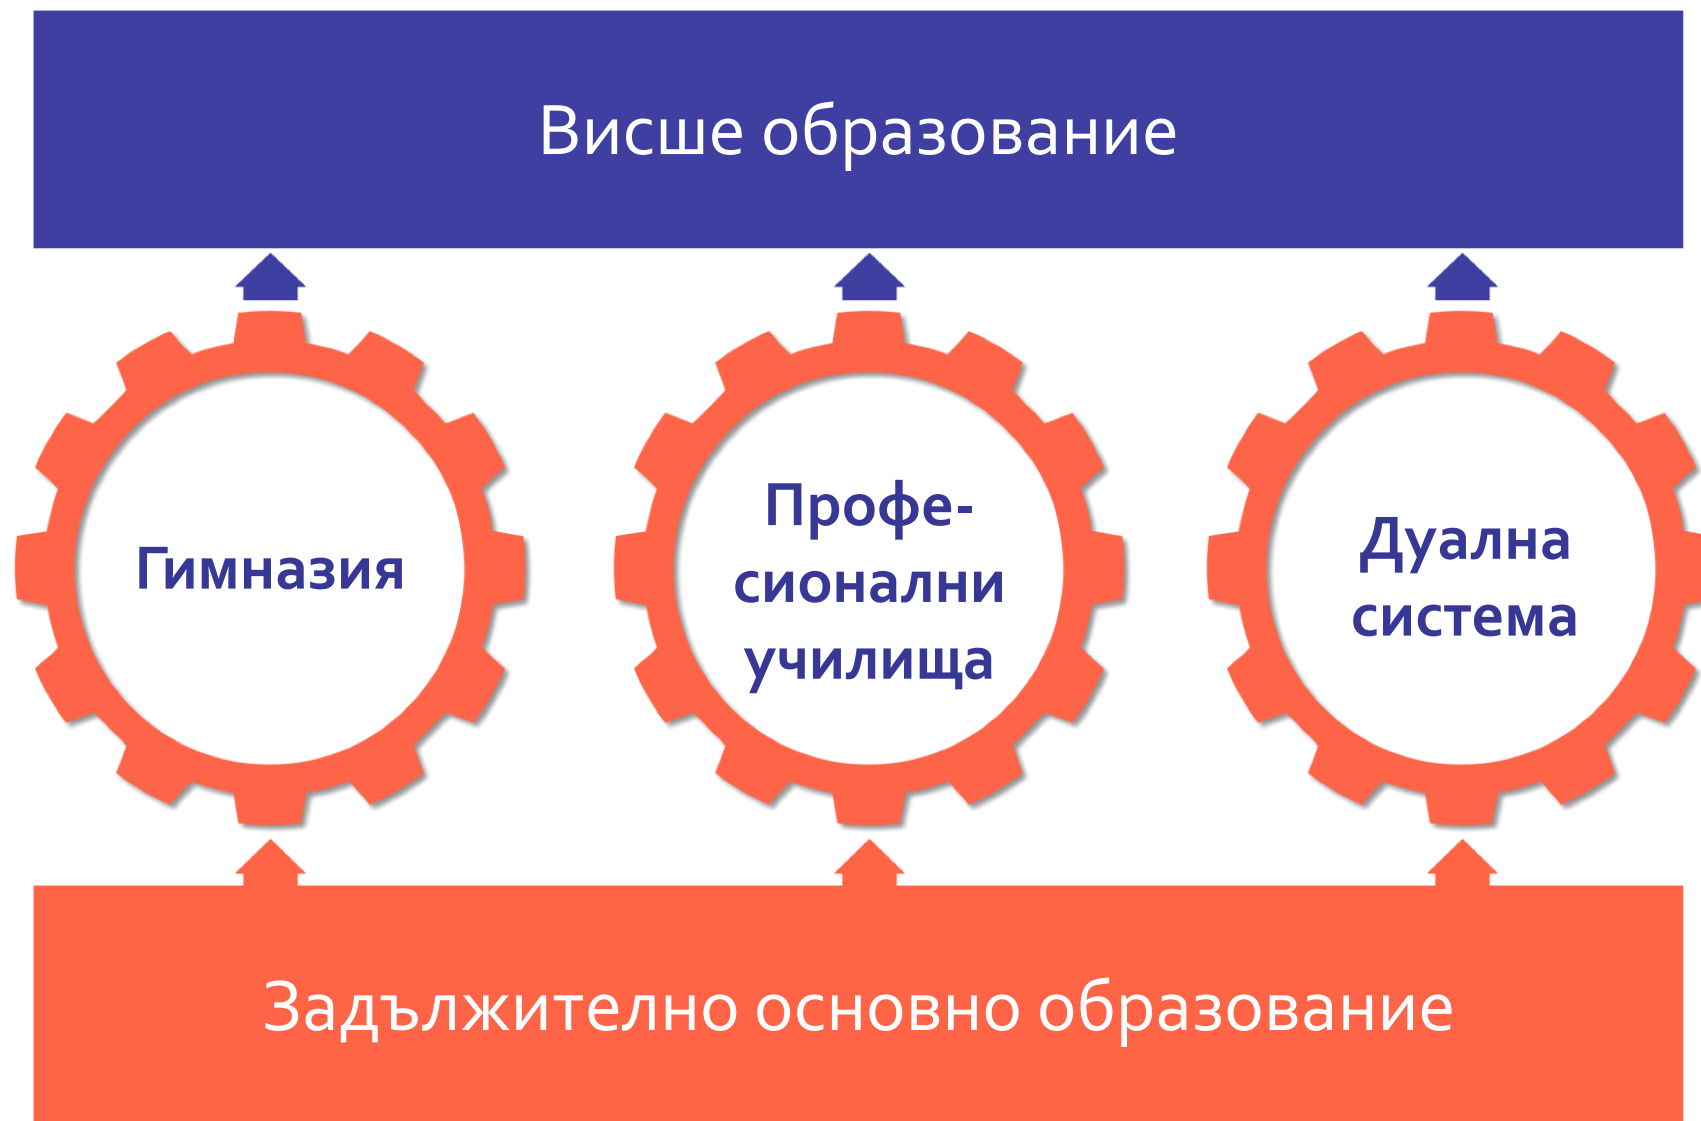 Висше образование
Гимназия
Профе-
сионални
училища
Дуална
система
Задължително основно образование